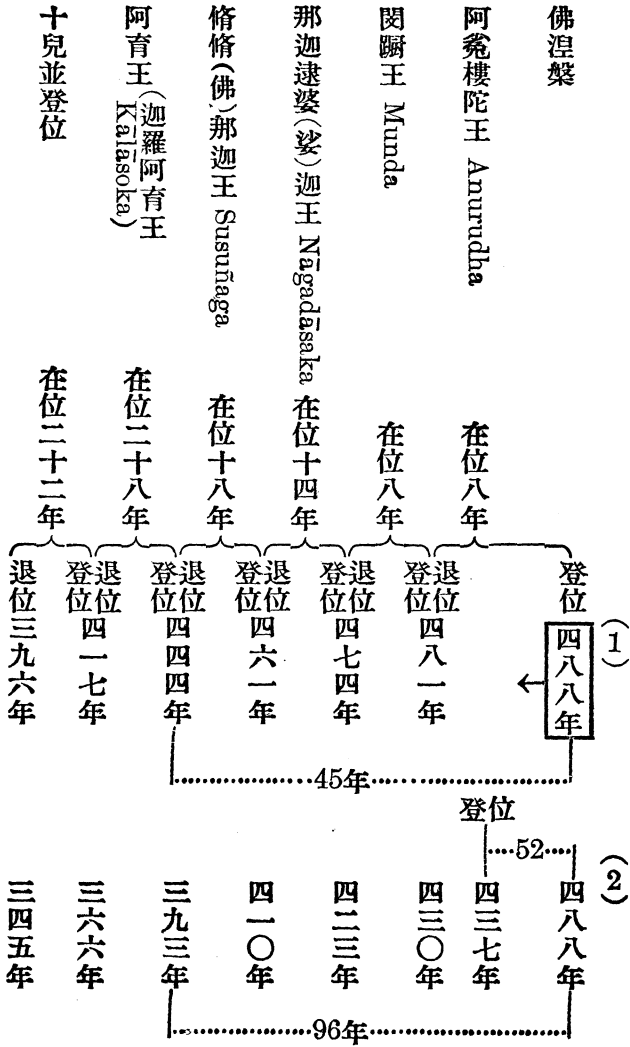 佛涅槃
阿㝹樓陀王 Anurudha 在位八年
閔蹰王 Munda 在位八年
那迦逮婆(娑)迦王 Nāgadāsaka 在位十四年
脩脩(佛)那迦王 Susuñaga 在位十八年
阿育王(迦羅阿育王
Kālāsoka) 在位二十八年
十兒並登位 在位二十二年
(1)
登位 四八八年
←
退位
登位 四八一年
退位
登位 四七四年
退位
登位 四六一年
退位
登位 四四四年
退位
登位 四一七年
退位 三九六年
45年
(2)
四八八年
52
登位
四三七年
四三〇年
四二三年
四一〇年
三九三年
三六六年
三四五年
96年